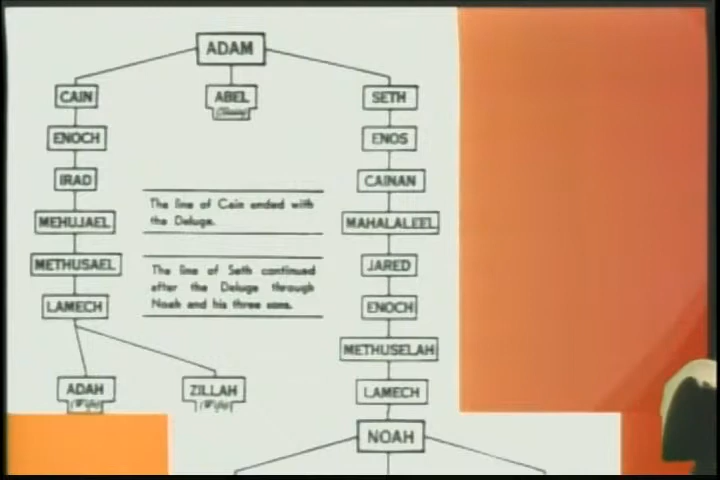 ADAM
CAIN
ABEL
SETH
ENOCH
ENOS
IRAD
CAINAN
The line of Cain ended with
the Deluge.
MEHUJAEL
MAHALALEEL
METHUSAEL
JARED
The line of Seth continued
after the Deluge through
Noah and his three sons.
LAMECH
ENOCH
METHUSELAH
ADAH
(Wife)
ZILLAH
(Wife)
LAMECH
NOAH